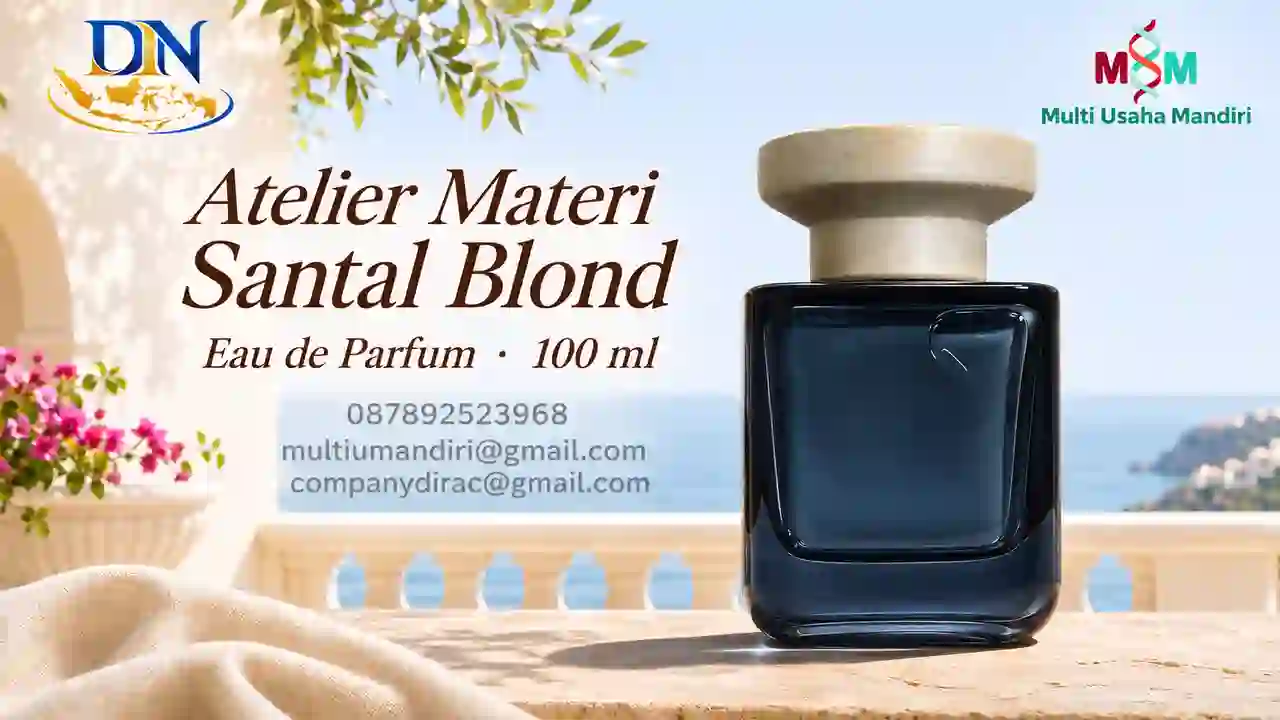 DN
MSM
Multi Usaha Mandiri
Atelier Materi
Santal Blond
Eau de Parfum · 100 ml
087892523968
multiumandiri@gmail.com
companydirac@gmail.com